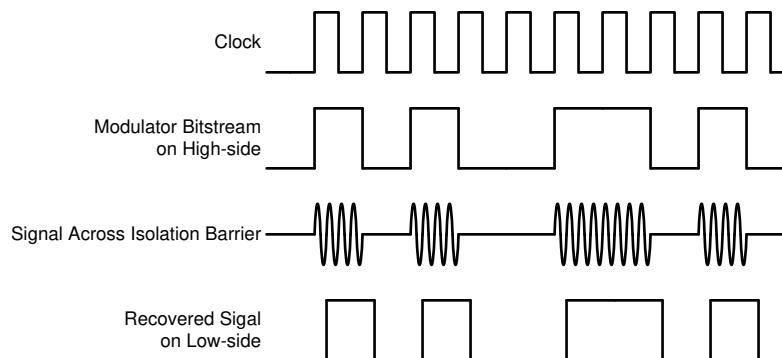 Clock
Modulator Bitstream
on High-side
Signal Across Isolation Barrier
Recovered Sigal
on Low-side